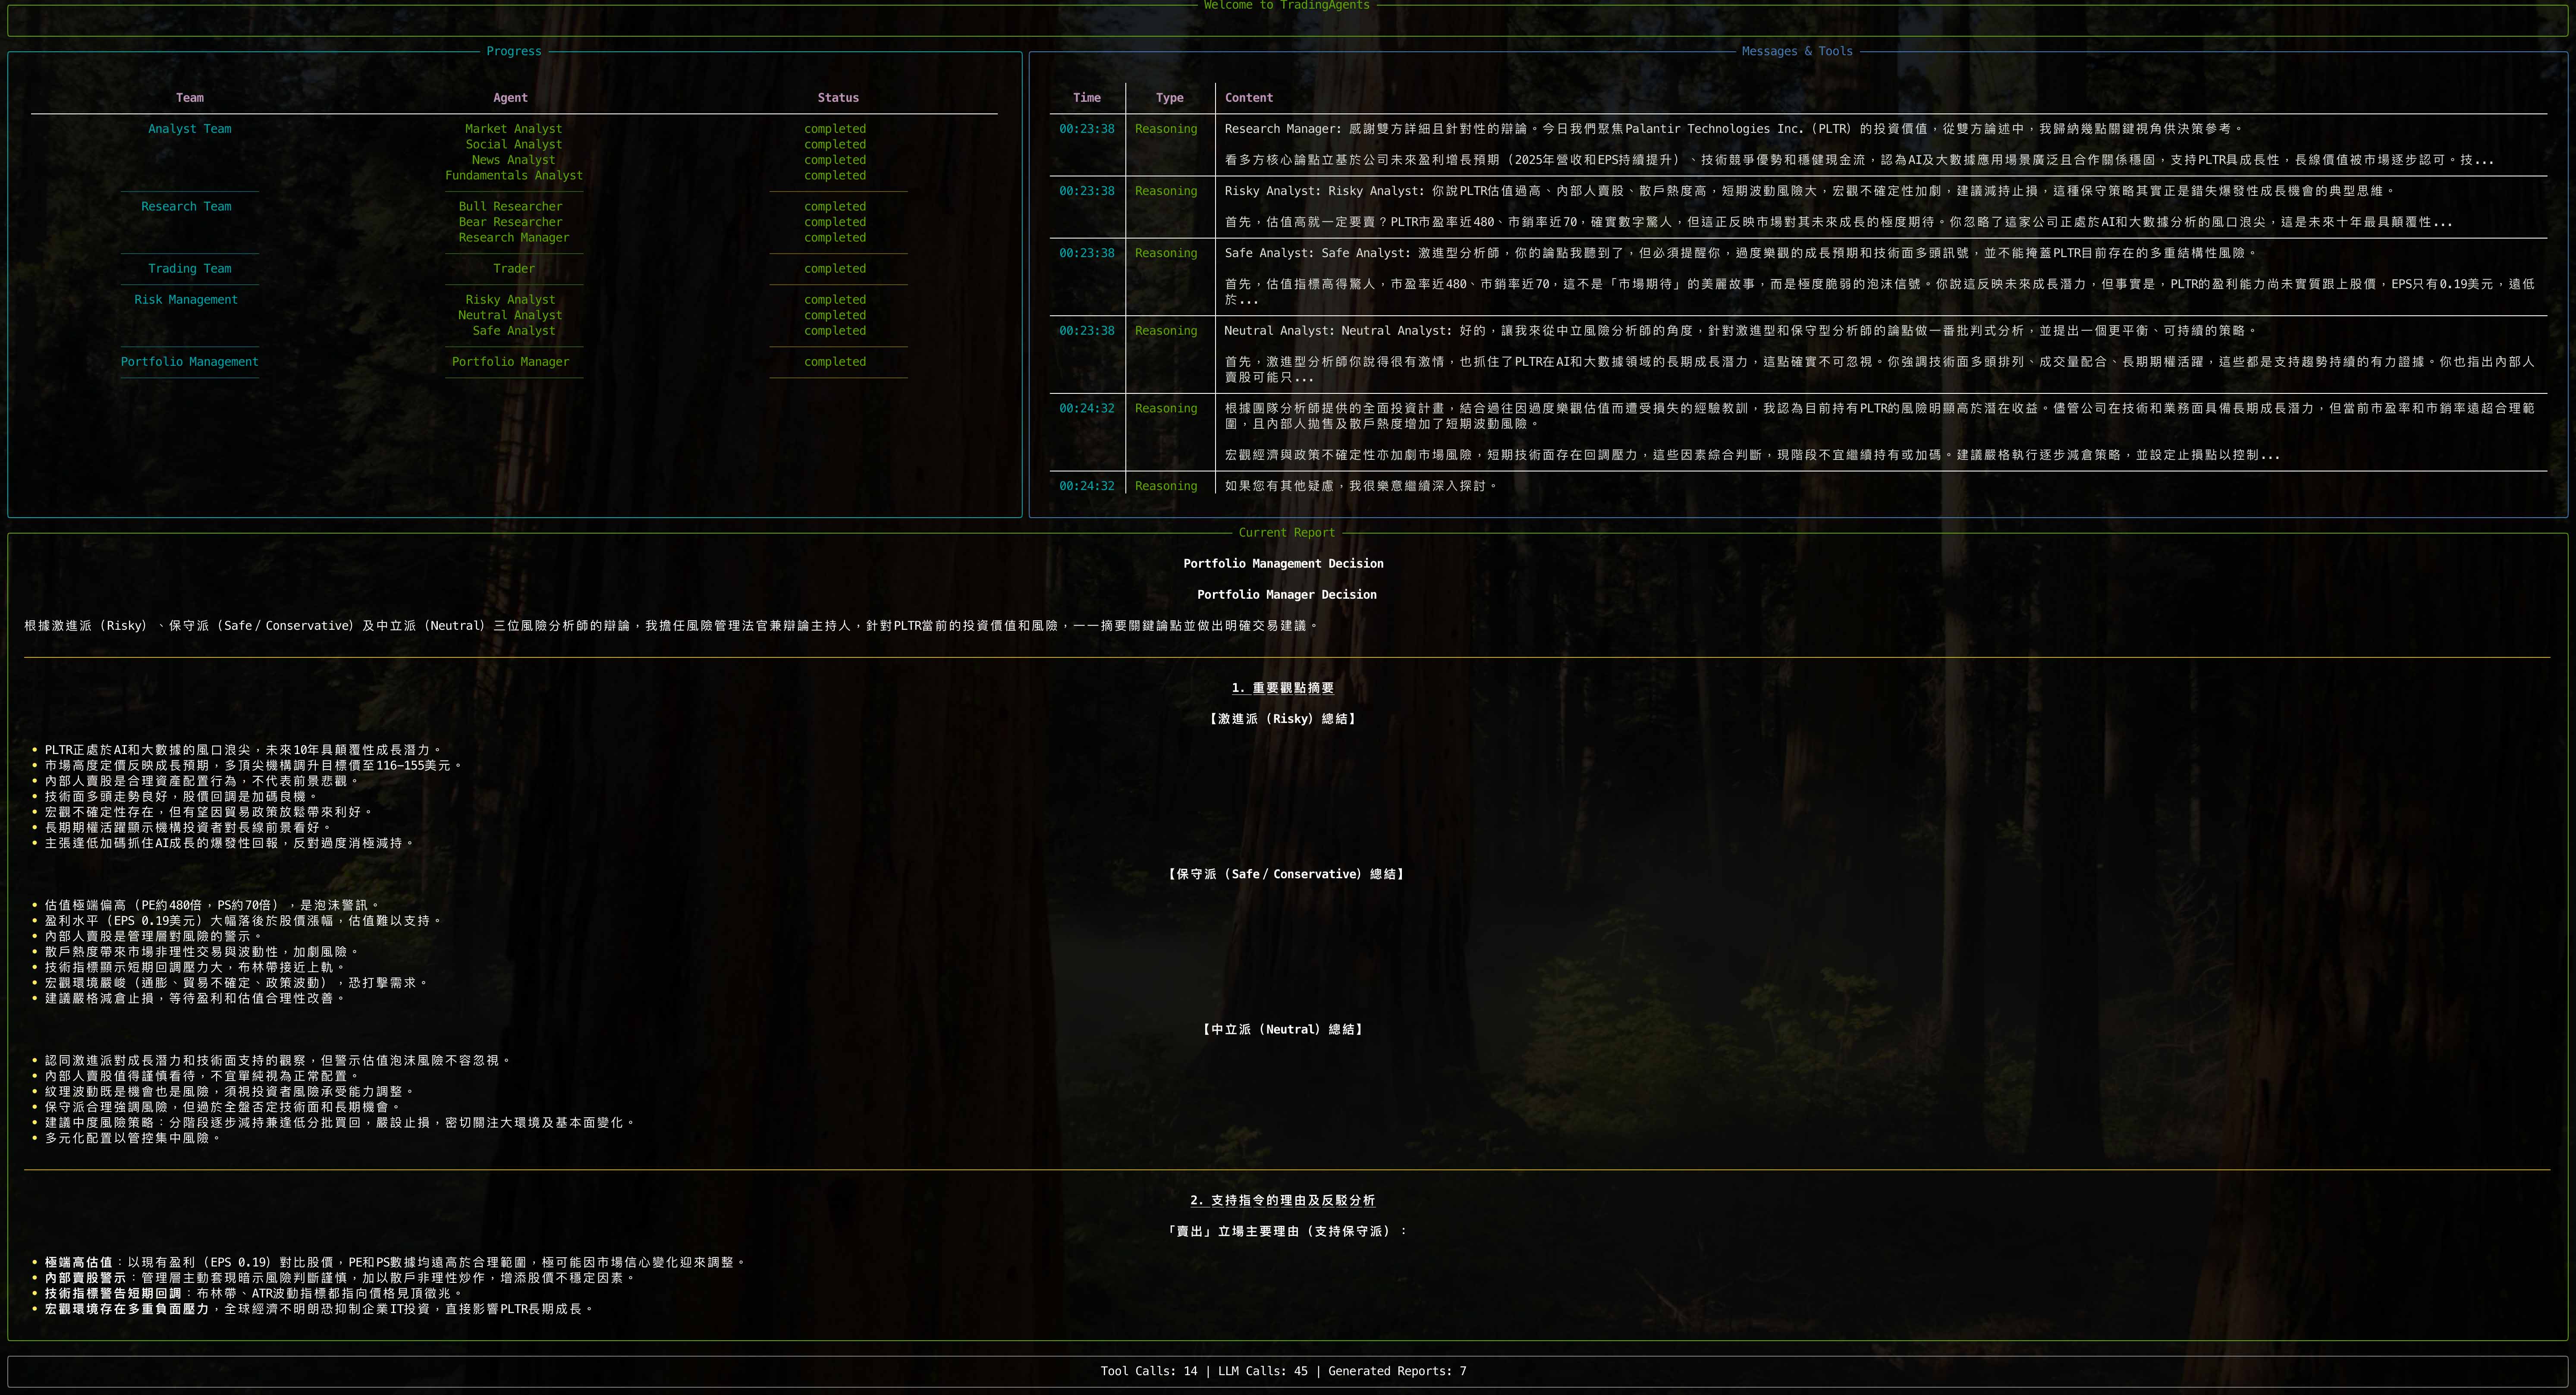 Welcome to TradingAgents
Progress
Team Agent Status
Analyst Team Market Analyst completed
Social Analyst completed
News Analyst completed
Fundamentals Analyst completed
Research Team Bull Researcher completed
Bear Researcher completed
Research Manager completed
Trading Team Trader completed
Risk Management Risky Analyst completed
Neutral Analyst completed
Safe Analyst completed
Portfolio Management Portfolio Manager completed
Messages & Tools
Time Type Content
00:23:38 Reasoning Research Manager: 感謝雙方詳細且針對性的辯論。今日我們聚焦Palantir Technologies Inc.（PLTR）的投資價值，從雙方論述中，我歸納幾點關鍵視角供決策參考。
看多方核心論點立基於公司未來盈利增長預期（2025年營收和EPS持續提升）、技術競爭優勢和穩健現金流，認為AI及大數據應用場景廣泛且合作關係穩固，支持PLTR具成長性，長線價值被市場逐步認可。技...
00:23:38 Reasoning Risky Analyst: Risky Analyst: 你說PLTR估值過高、內部人賣股、散戶熱度高，短期波動風險大，宏觀不確定性加劇，建議減持止損，這種保守策略其實正是錯失爆發性成長機會的典型思維。
首先，估值高就一定要賣？PLTR市盈率近480、市銷率近70，確實數字驚人，但這正反映市場對其未來成長的極度期待。你忽略了這家公司正處於AI和大數據分析的風口浪尖，這是未來十年最具顛覆性...
00:23:38 Reasoning Safe Analyst: Safe Analyst: 激進型分析師，你的論點我聽到了，但必須提醒你，過度樂觀的成長預期和技術面多頭訊號，並不能掩蓋PLTR目前存在的多重結構性風險。
首先，估值指標高得驚人，市盈率近480、市銷率近70，這不是「市場期待」的美麗故事，而是極度脆弱的泡沫信號。你說這反映未來成長潛力，但事實是，PLTR的盈利能力尚未實質跟上股價，EPS只有0.19美元，遠低
於...
00:23:38 Reasoning Neutral Analyst: Neutral Analyst: 好的，讓我來從中立風險分析師的角度，針對激進型和保守型分析師的論點做一番批判式分析，並提出一個更平衡、可持續的策略。
首先，激進型分析師你說得很有激情，也抓住了PLTR在AI和大數據領域的長期成長潛力，這點確實不可忽視。你強調技術面多頭排列、成交量配合、長期期權活躍，這些都是支持趨勢持續的有力證據。你也指出內部人
賣股可能只...
00:24:32 Reasoning 根據團隊分析師提供的全面投資計畫，結合過往因過度樂觀估值而遭受損失的經驗教訓，我認為目前持有PLTR的風險明顯高於潛在收益。儘管公司在技術和業務面具備長期成長潛力，但當前市盈率和市銷率遠超合理範
圍，且內部人拋售及散戶熱度增加了短期波動風險。
宏觀經濟與政策不確定性亦加劇市場風險，短期技術面存在回調壓力，這些因素綜合判斷，現階段不宜繼續持有或加碼。建議嚴格執行逐步減倉策略，並設定止損點以控制...
00:24:32 Reasoning 如果您有其他疑慮，我很樂意繼續深入探討。
Current Report
Portfolio Management Decision
Portfolio Manager Decision
根據激進派（Risky）、保守派（Safe/Conservative）及中立派（Neutral）三位風險分析師的辯論，我擔任風險管理法官兼辯論主持人，針對PLTR當前的投資價值和風險，一一摘要關鍵論點並做出明確交易建議。
1. 重要觀點摘要
【激進派（Risky）總結】
• PLTR正處於AI和大數據的風口浪尖，未來10年具顛覆性成長潛力。
• 市場高度定價反映成長預期，多頂尖機構調升目標價至116–155美元。
• 內部人賣股是合理資產配置行為，不代表前景悲觀。
• 技術面多頭走勢良好，股價回調是加碼良機。
• 宏觀不確定性存在，但有望因貿易政策放鬆帶來利好。
• 長期期權活躍顯示機構投資者對長線前景看好。
• 主張逢低加碼抓住AI成長的爆發性回報，反對過度消極減持。
【保守派（Safe/Conservative）總結】
• 估值極端偏高（PE約480倍，PS約70倍），是泡沫警訊。
• 盈利水平（EPS 0.19美元）大幅落後於股價漲幅，估值難以支持。
• 內部人賣股是管理層對風險的警示。
• 散戶熱度帶來市場非理性交易與波動性，加劇風險。
• 技術指標顯示短期回調壓力大，布林帶接近上軌。
• 宏觀環境嚴峻（通膨、貿易不確定、政策波動），恐打擊需求。
• 建議嚴格減倉止損，等待盈利和估值合理性改善。
【中立派（Neutral）總結】
• 認同激進派對成長潛力和技術面支持的觀察，但警示估值泡沫風險不容忽視。
• 內部人賣股值得謹慎看待，不宜單純視為正常配置。
• 紋理波動既是機會也是風險，須視投資者風險承受能力調整。
• 保守派合理強調風險，但過於全盤否定技術面和長期機會。
• 建議中度風險策略：分階段逐步減持兼逢低分批買回，嚴設止損，密切關注大環境及基本面變化。
• 多元化配置以管控集中風險。
2. 支持指令的理由及反駁分析
「賣出」立場主要理由（支持保守派）：
• 極端高估值：以現有盈利（EPS 0.19）對比股價，PE和PS數據均遠高於合理範圍，極可能因市場信心變化迎來調整。
• 內部賣股警示：管理層主動套現暗示風險判斷謹慎，加以散戶非理性炒作，增添股價不穩定因素。
• 技術指標警告短期回調：布林帶、ATR波動指標都指向價格見頂徵兆。
• 宏觀環境存在多重負面壓力，全球經濟不明朗恐抑制企業IT投資，直接影響PLTR長期成長。
Tool Calls: 14 | LLM Calls: 45 | Generated Reports: 7